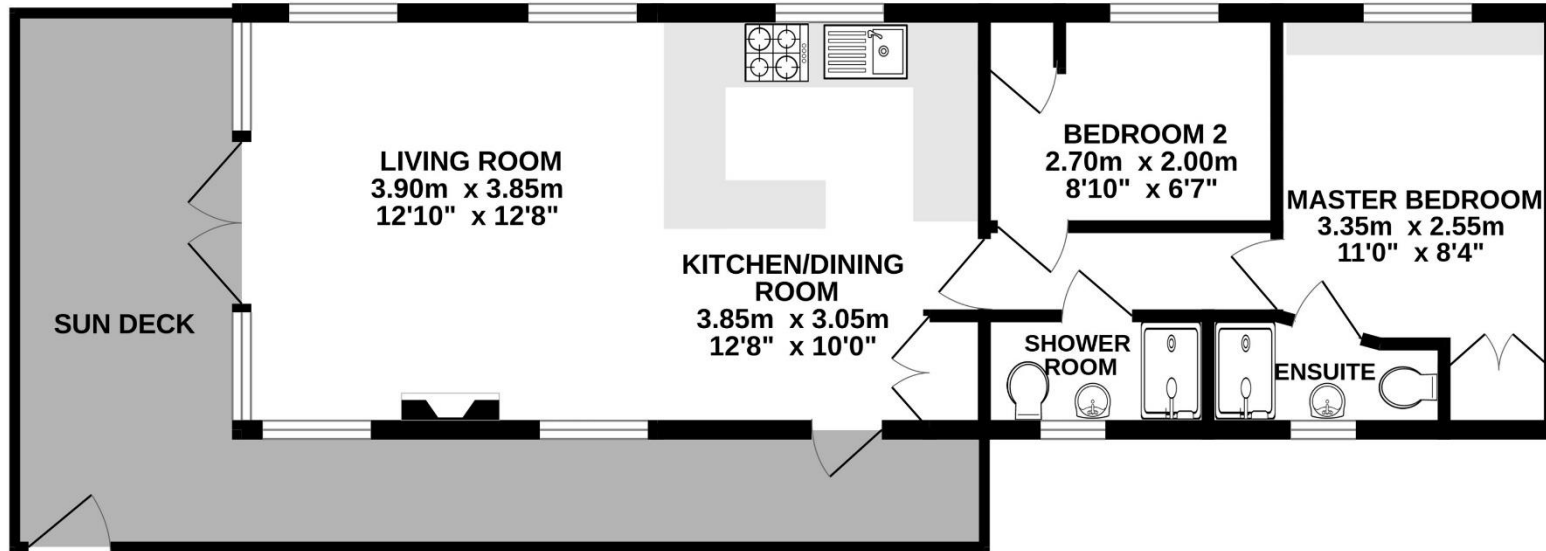 LIVING ROOM
3.90m x 3.85m
12'10" x 12'8"
BEDROOM 2
2.70m x 2.00m
8'10" x 6'7"
MASTER BEDROOM
3.35m x 2.55m
11'0" x 8'4"
KITCHEN/DINING
ROOM
3.85m x 3.05m
12'8" x 10'0"
SUN DECK
SHOWER
ROOM
ENSUITE